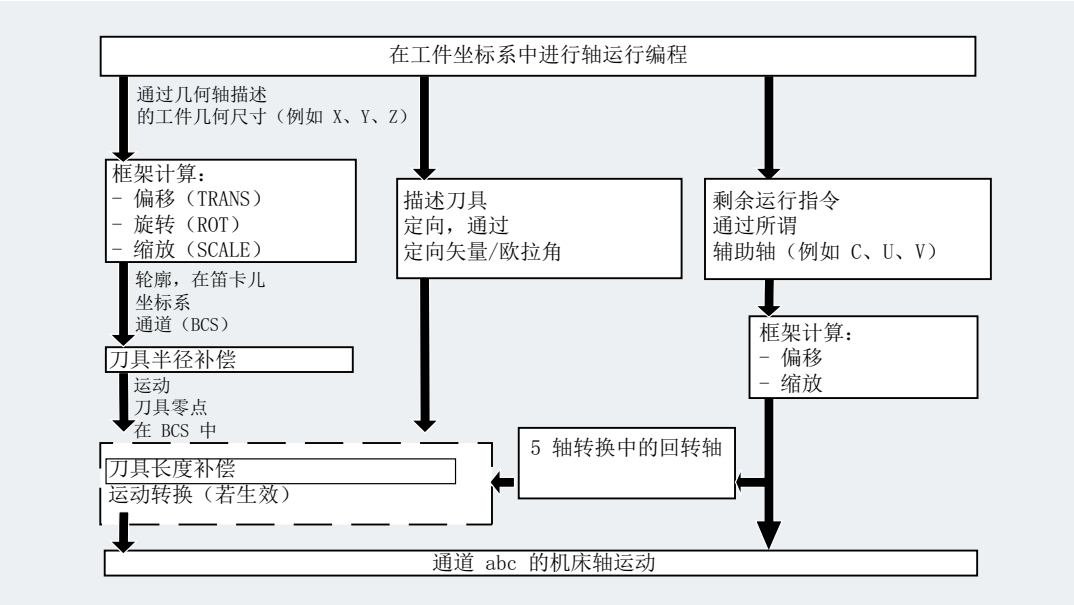 在工件坐标系中进行轴运行编程
通过几何轴描述
的工件几何尺寸（例如 X、Y、Z）
框架计算：
- 偏移（TRANS）
- 旋转（ROT）
- 缩放（SCALE）
描述刀具
定向，通过
定向矢量/欧拉角
剩余运行指令
通过所谓
辅助轴（例如 C、U、V）
轮廓，在笛卡儿
坐标系
通道（BCS）
框架计算：
- 偏移
- 缩放
刀具半径补偿
运动
刀具零点
在 BCS 中
5 轴转换中的回转轴
刀具长度补偿
运动转换（若生效）
通道 abc 的机床轴运动